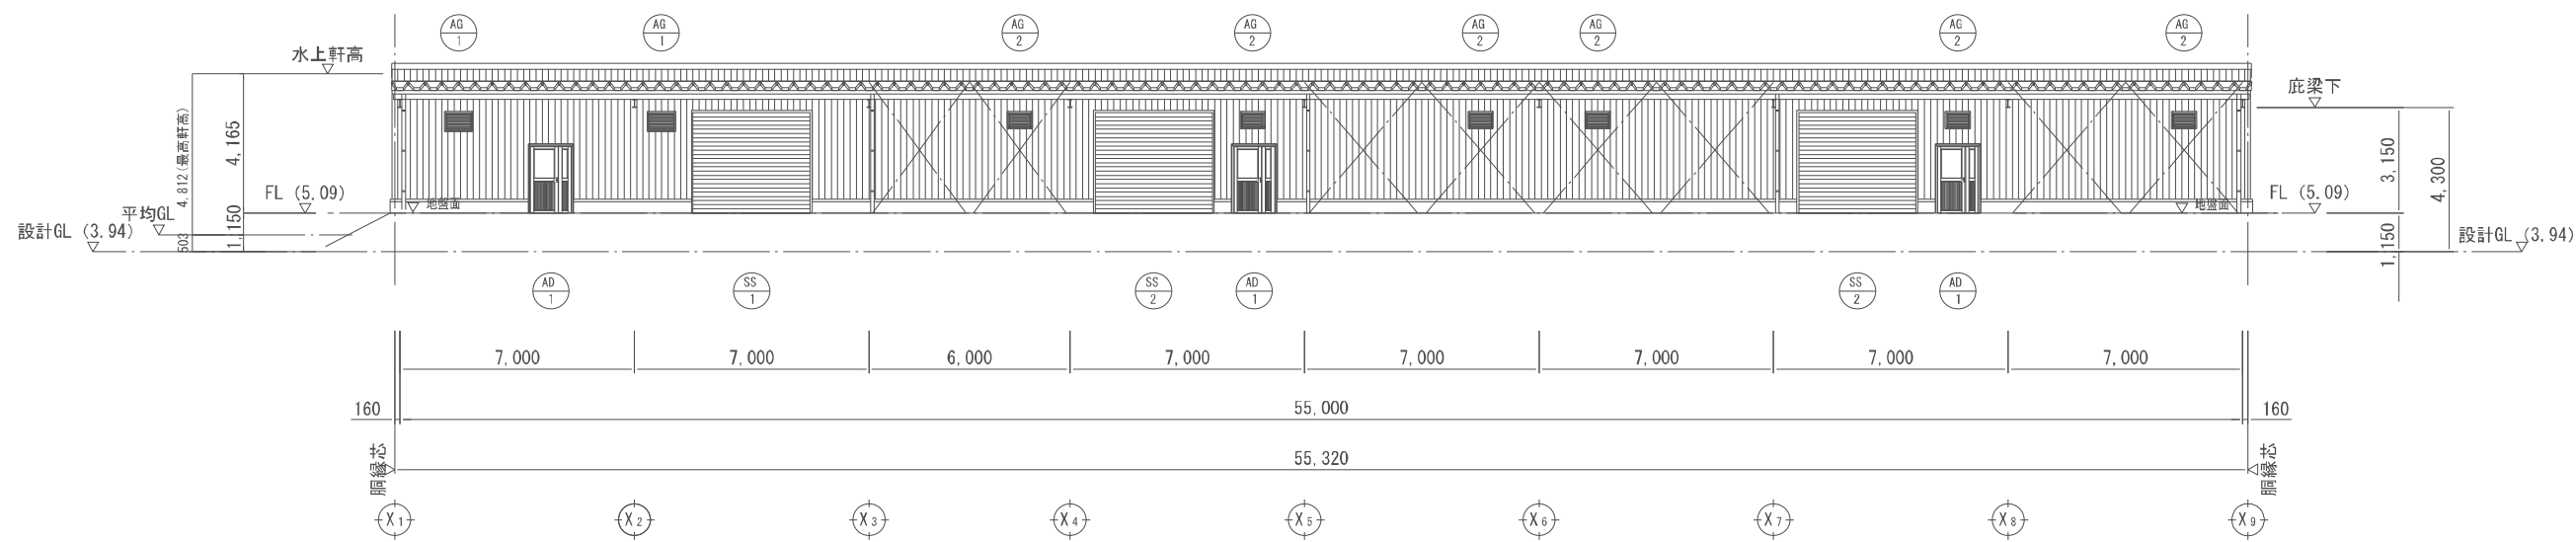 AG
1
AG
1
AG
2
AG
2
AG
2
AG
2
AG
2
AG
2
水上軒高
庇梁下
4,812(最高軒高)
4,165
3,150
4,300
FL (5.09)
地盤面
地盤面
FL (5.09)
平均GL
設計GL (3.94)
503
1,150
1,150
設計GL (3.94)
AD
1
SS
1
SS
2
AD
1
SS
2
AD
1
7,000
7,000
6,000
7,000
7,000
7,000
7,000
7,000
160
55,000
160
胴縁芯
55,320
胴縁芯
X1
X2
X3
X4
X5
X6
X7
X8
X9